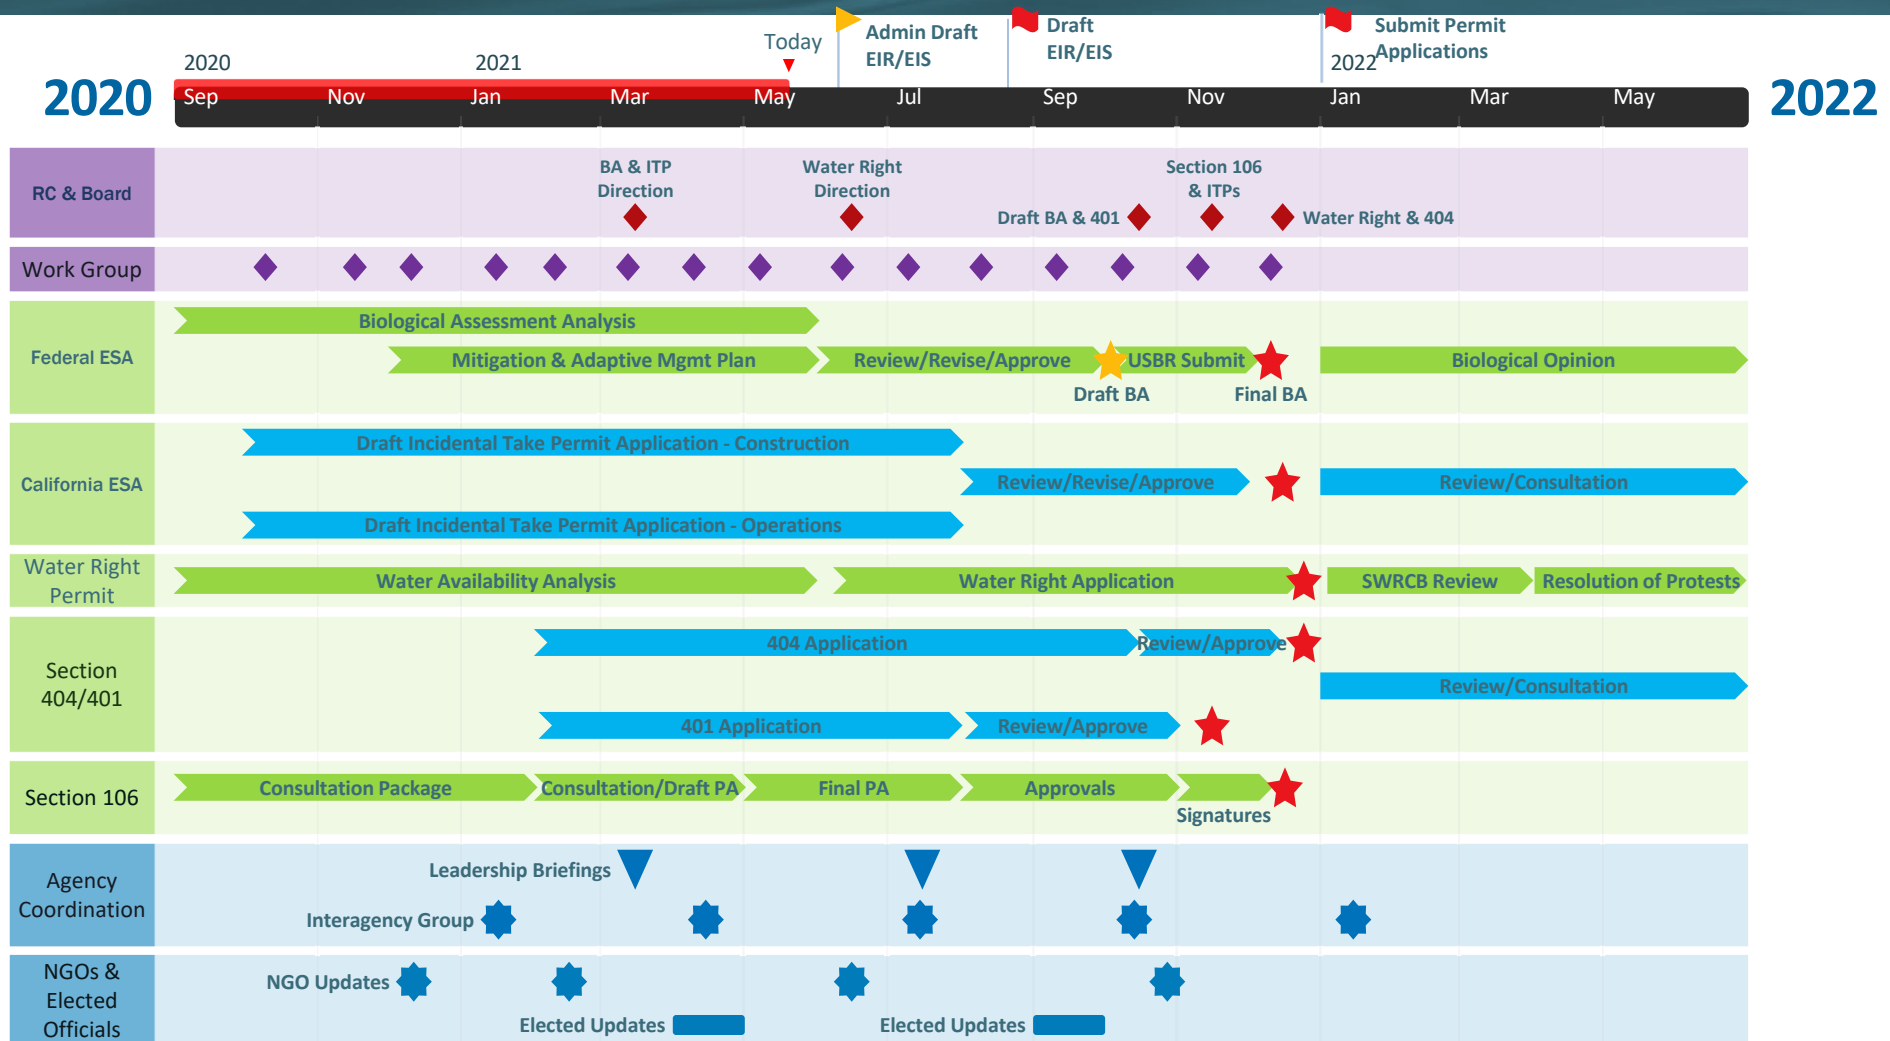 Admin Draft
EIR/EIS
Draft
EIR/EIS
Submit Permit
Applications
Today
2020
2021
2022
2020
Sep
Nov
Jan
Mar
May
Jul
Sep
Nov
Jan
Mar
May
2022
RC & Board
BA & ITP
Direction
Water Right
Direction
Draft BA & 401
Section 106
& ITPs
Water Right & 404
Work Group
Federal ESA
Biological Assessment Analysis
Mitigation & Adaptive Mgmt Plan
Review/Revise/Approve
USBR Submit
Biological Opinion
Draft BA
Final BA
California ESA
Draft Incidental Take Permit Application - Construction
Review/Revise/Approve
Review/Consultation
Draft Incidental Take Permit Application - Operations
Water Right
Permit
Water Availability Analysis
Water Right Application
SWRCB Review
Resolution of Protests
Section
404/401
404 Application
Review/Approve
Review/Consultation
401 Application
Review/Approve
Section 106
Consultation Package
Consultation/Draft PA
Final PA
Approvals
Signatures
Agency
Coordination
Leadership Briefings
Interagency Group
NGOs &
Elected
Officials
NGO Updates
Elected Updates
Elected Updates